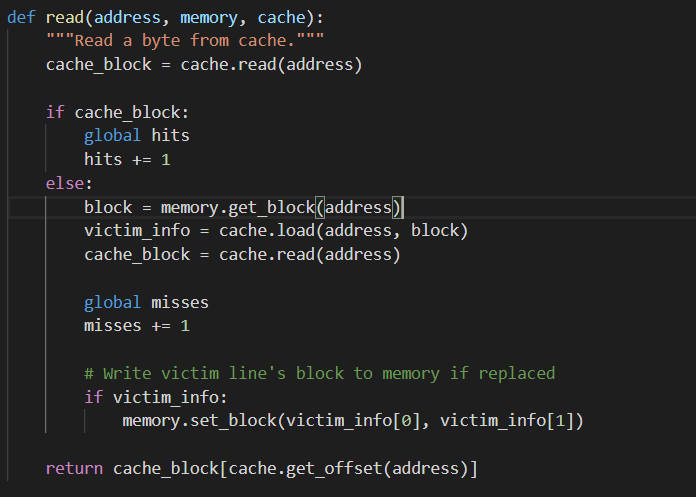 def read(address, memory, cache):
    """Read a byte from cache."""
    cache_block = cache.read(address)

    if cache_block:
        global hits
        hits += 1
    else:
        block = memory.get_block(address)
        victim_info = cache.load(address, block)
        cache_block = cache.read(address)

        global misses
        misses += 1

        # Write victim line's block to memory if replaced
        if victim_info:
            memory.set_block(victim_info[0], victim_info[1])

    return cache_block[cache.get_offset(address)]